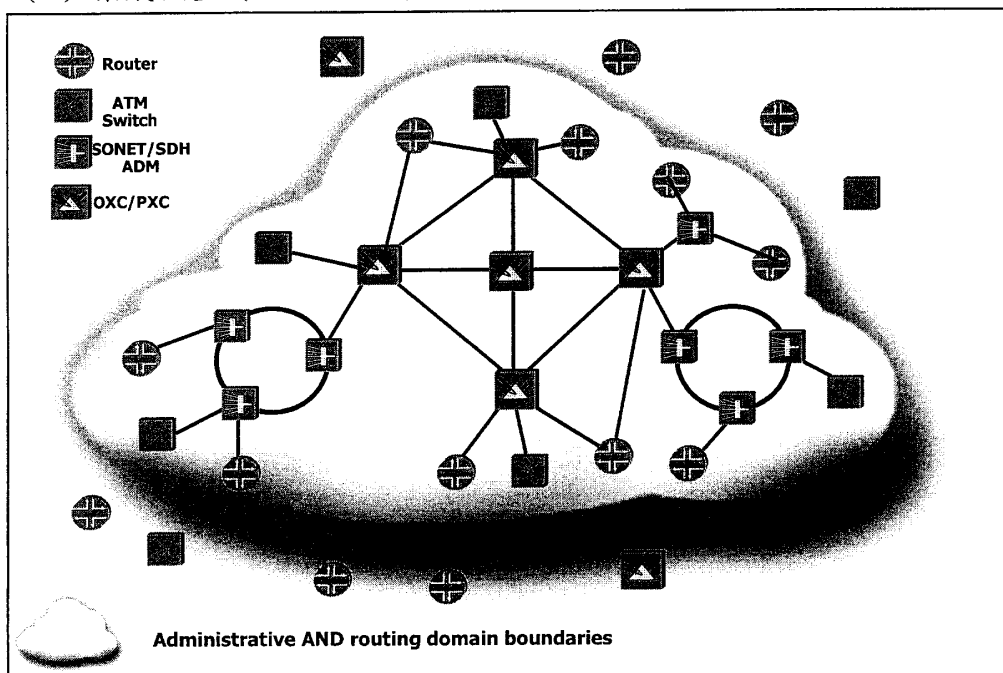 Router
ATM
Switch
SONET/SDH
ADM
OXC/PXC
Administrative AND routing domain boundaries